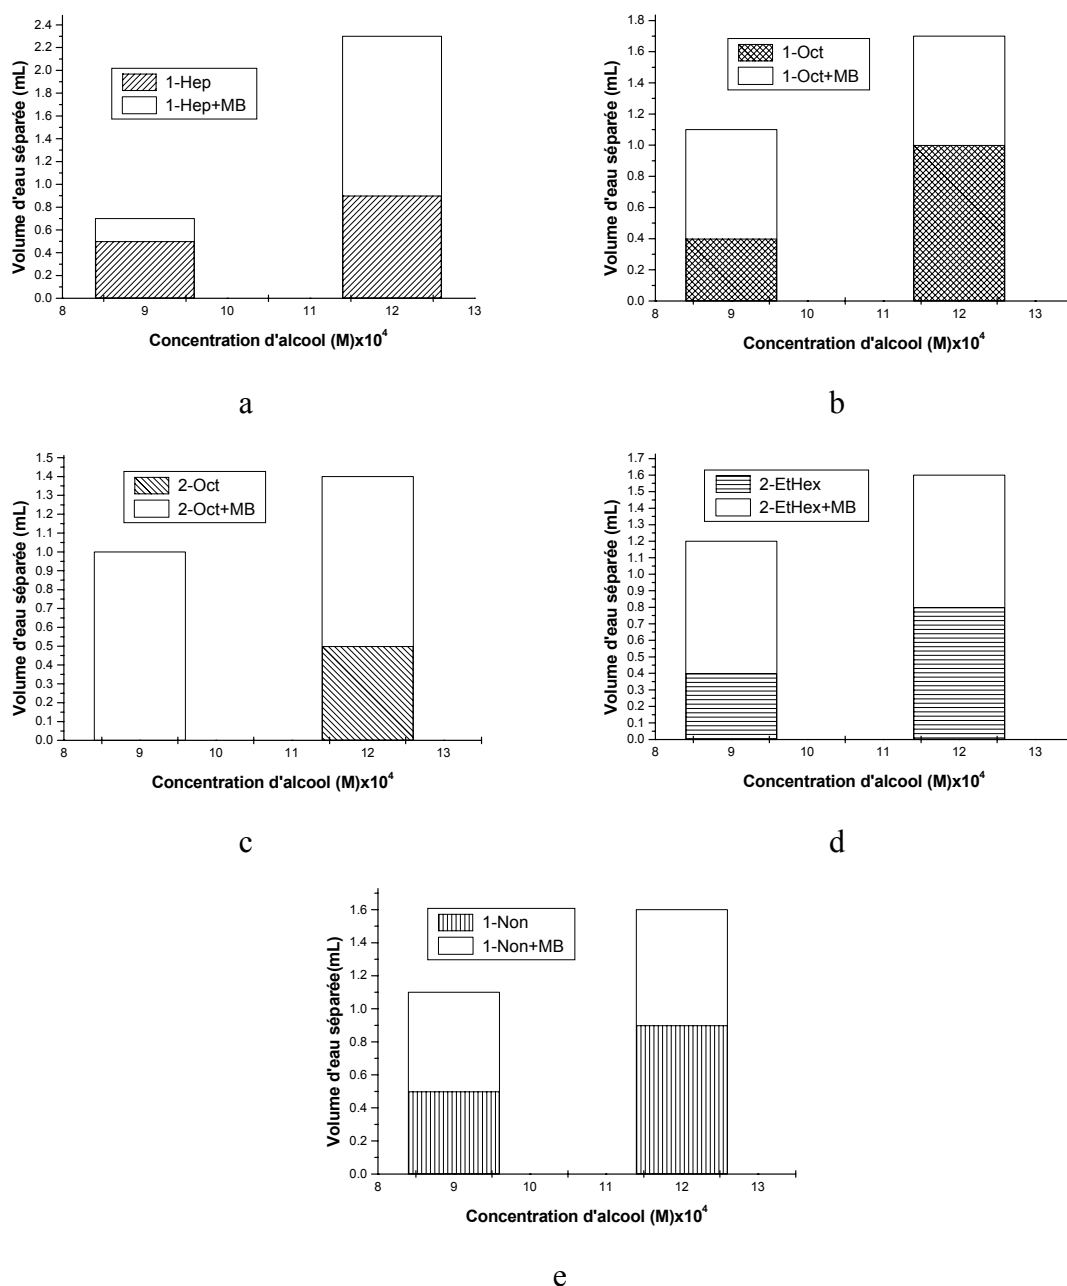 Volume d'eau séparée (mL)
2.4
2.2
2.0
1.8
1.6
1.4
1.2
1.0
0.8
0.6
0.4
0.2
0.0
1-Hep
1-Hep+MB
8 9 10 11 12 13
Concentration d'alcool (M)x10⁴
a
Volume d'eau séparée (mL)
1.8
1.6
1.4
1.2
1.0
0.8
0.6
0.4
0.2
0.0
1-Oct
1-Oct+MB
8 9 10 11 12 13
Concentration d'alcool (M)x10⁴
b
Volume d'eau séparée (mL)
1.5
1.4
1.3
1.2
1.1
1.0
0.9
0.8
0.7
0.6
0.5
0.4
0.3
0.2
0.1
0.0
2-Oct
2-Oct+MB
8 9 10 11 12 13
Concentration d'alcool (M)x10⁴
c
Volume d'eau séparée (mL)
1.7
1.6
1.5
1.4
1.3
1.2
1.1
1.0
0.9
0.8
0.7
0.6
0.5
0.4
0.3
0.2
0.1
0.0
2-EtHex
2-EtHex+MB
8 9 10 11 12 13
Concentration d'alcool (M)x10⁴
d
Volume d'eau séparée(mL)
1.6
1.4
1.2
1.0
0.8
0.6
0.4
0.2
0.0
1-Non
1-Non+MB
8 9 10 11 12 13
Concentration d'alcool (M)x10⁴
e